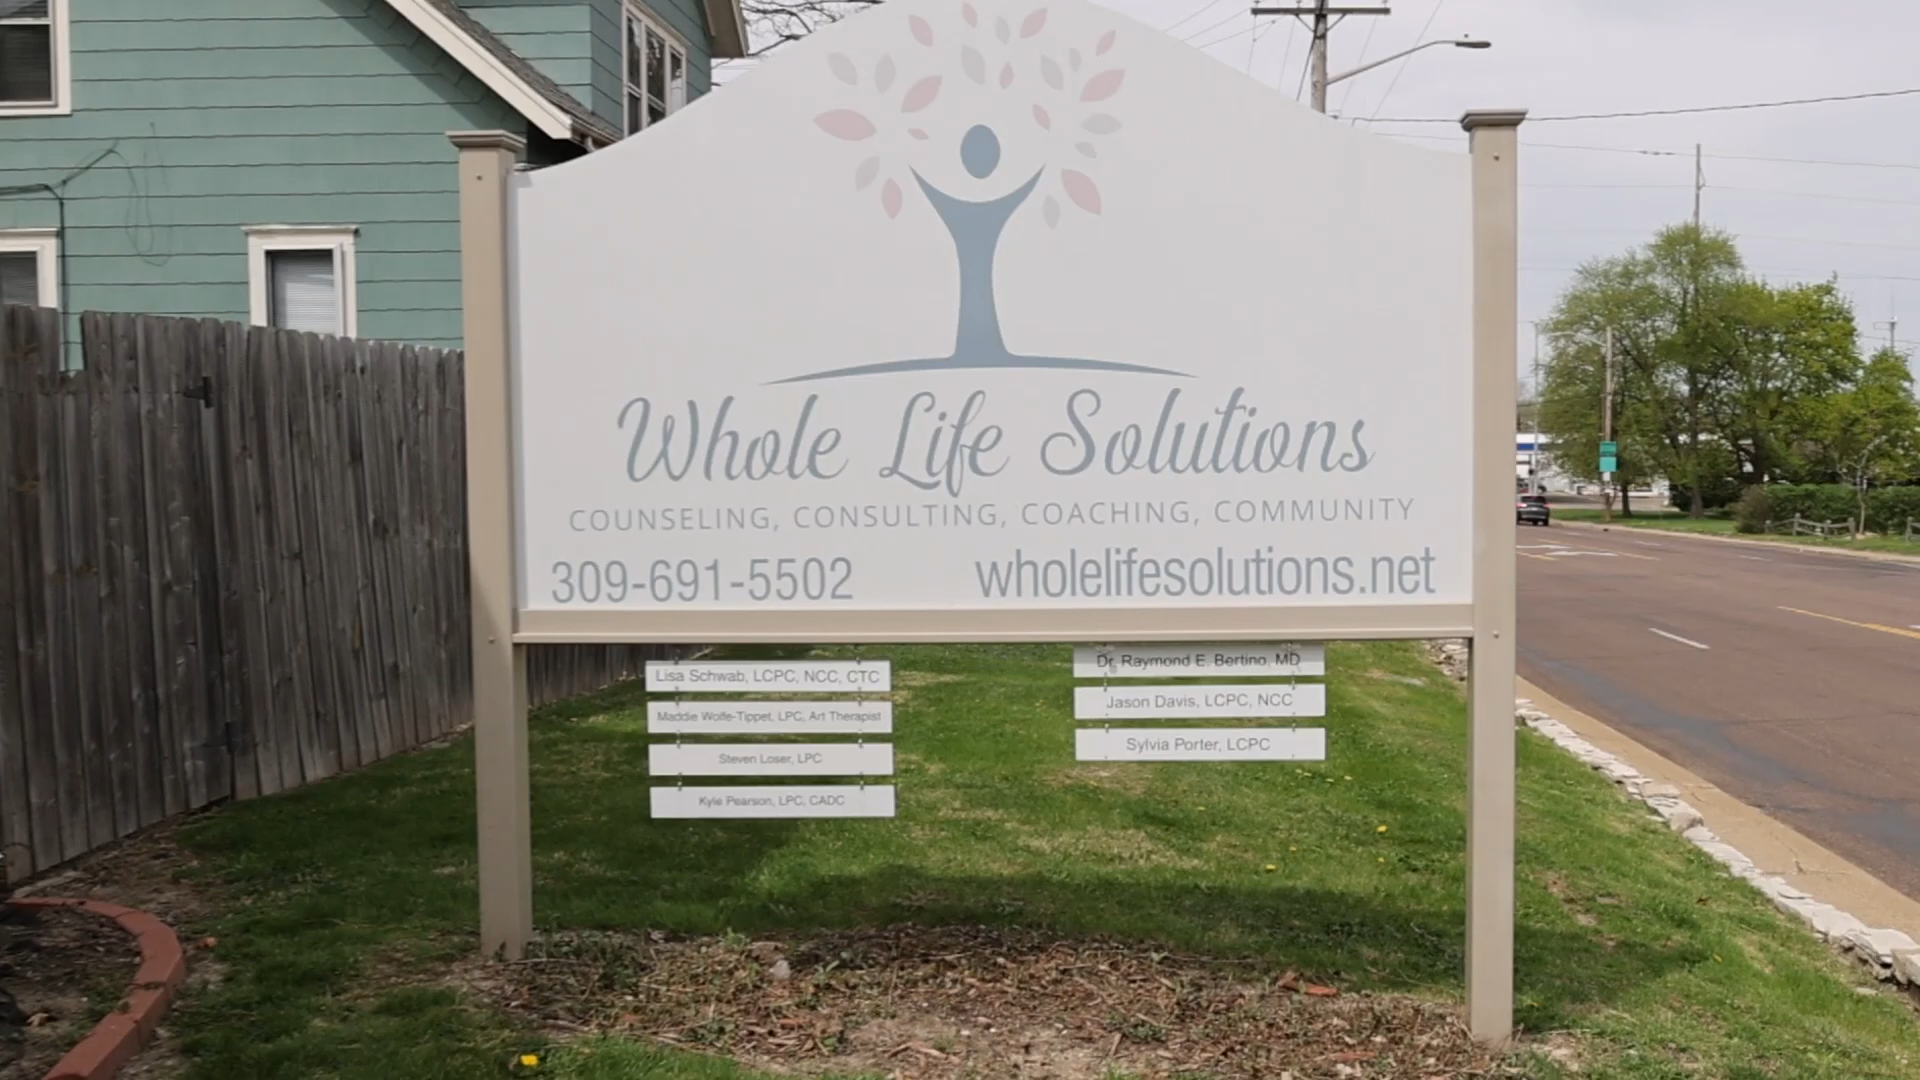 Whole Life Solutions
COUNSELING, CONSULTING, COACHING, COMMUNITY
309-691-5502 wholelifesolutions.net
Lisa Schwab, LCPC, NCC, CTC
Maddie Wolfe-Tippet, LPC, Art Therapist
Steven Loser, LPC
Kyle Pearson, LPC, CADC
Dr. Raymond E. Bertino, MD
Jason Davis, LCPC, NCC
Sylvia Porter, LCPC